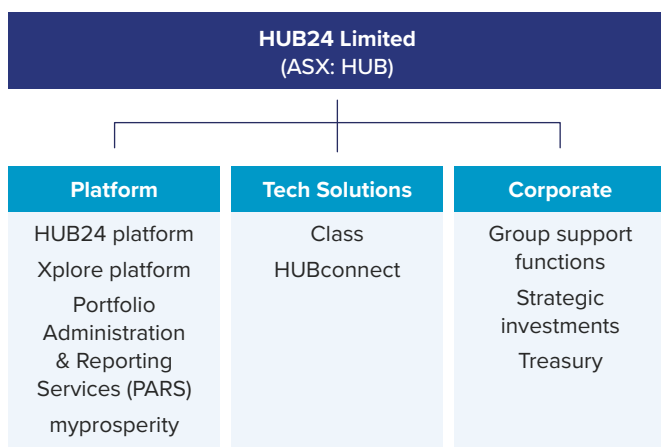 HUB24 Limited
(ASX: HUB)
Platform
HUB24 platform
Xplore platform
Portfolio
Administration
& Reporting
Services (PARS)
myprosperity
Tech Solutions
Class
HUBconnect
Corporate
Group support
functions
Strategic
investments
Treasury